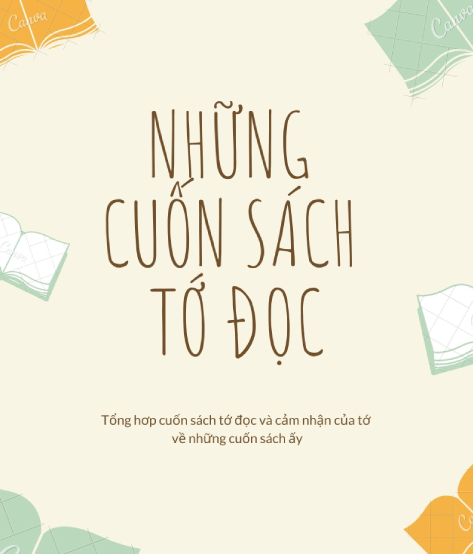 Canva
Canva
NHỮNG
CUỐN SÁCH
TỚ ĐỌC
Tổng hơp cuốn sách tớ đọc và cảm nhận của tớ
về những cuốn sách ấy